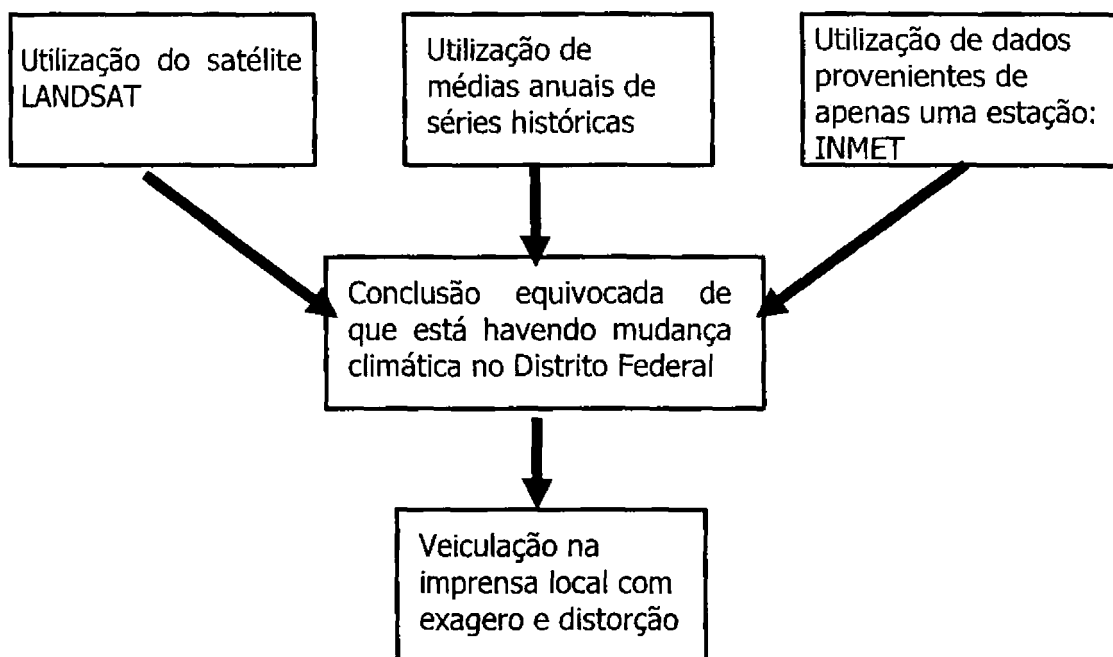 Utilização do satélite
LANDSAT
Utilização de
médias anuais de
séries históricas
Utilização de dados
provenientes de
apenas uma estação:
INMET
Conclusão equivocada de
que está havendo mudança
climática no Distrito Federal
Veiculação na
imprensa local com
exagero e distorção